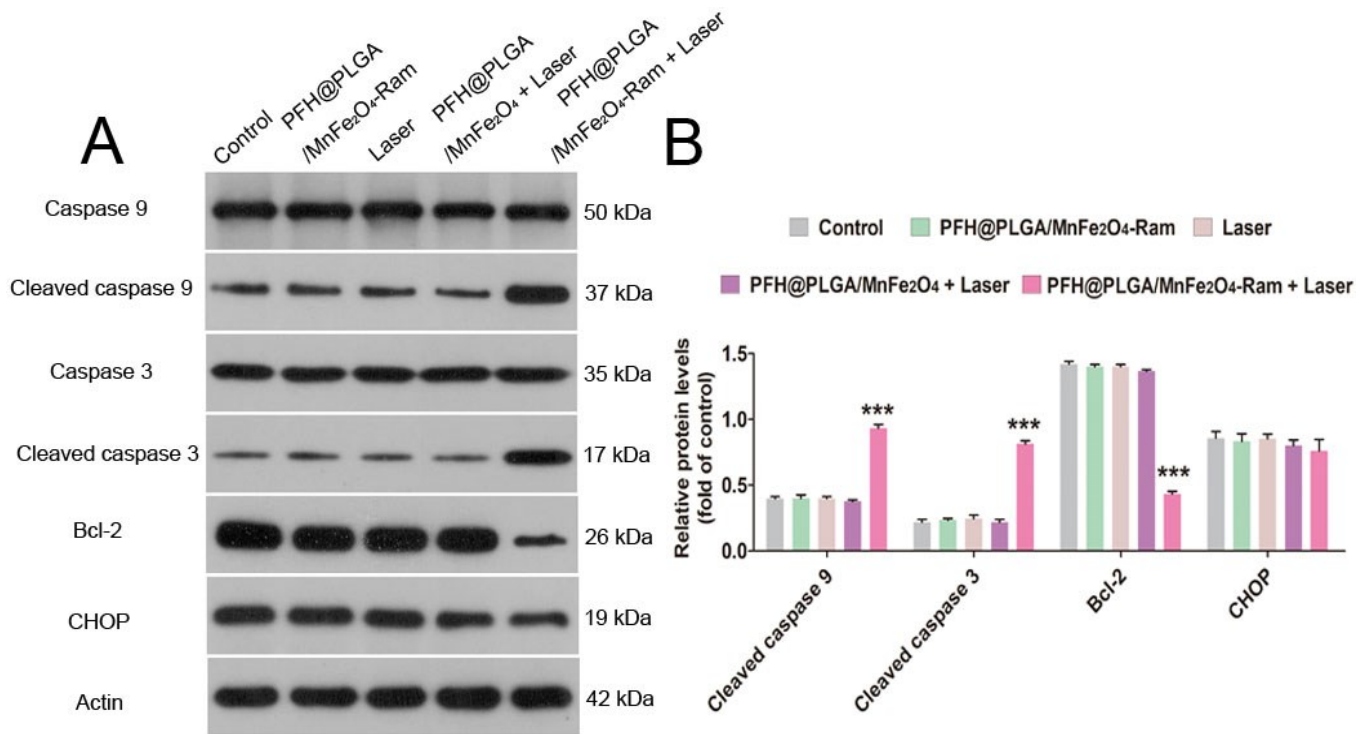 A
Control
PFH@PLGA
/MnFe₂O₄-Ram
Laser
PFH@PLGA
/MnFe₂O₄ + Laser
PFH@PLGA
/MnFe₂O₄-Ram + Laser
Caspase 9
50 kDa
Cleaved caspase 9
37 kDa
Caspase 3
35 kDa
Cleaved caspase 3
17 kDa
Bcl-2
26 kDa
CHOP
19 kDa
Actin
42 kDa
B
Control
PFH@PLGA/MnFe₂O₄-Ram
Laser
PFH@PLGA/MnFe₂O₄ + Laser
PFH@PLGA/MnFe₂O₄-Ram + Laser
Relative protein levels
(fold of control)
1.5
1.0
0.5
0.0
***
***
***
Cleaved caspase 9
Cleaved caspase 3
Bcl-2
CHOP